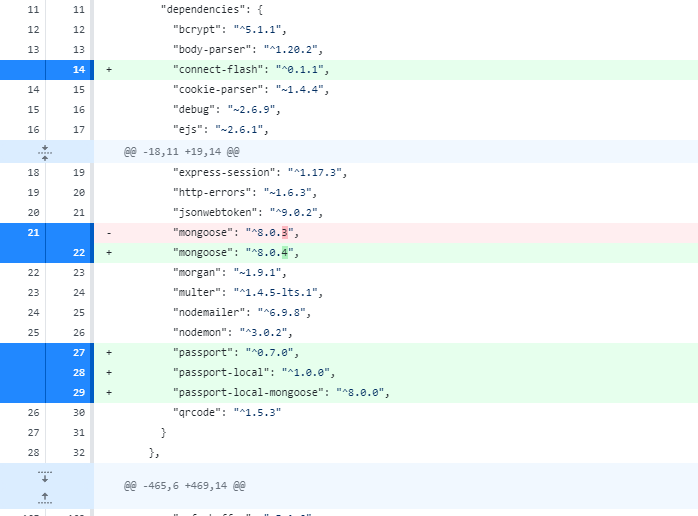 11 11 "dependencies": {
12 12 "bcrypt": "^5.1.1",
13 13 "body-parser": "^1.20.2",
14 + "connect-flash": "^0.1.1",
14 15 "cookie-parser": "~1.4.4",
15 16 "debug": "~2.6.9",
16 17 "ejs": "~2.6.1",
@@ -18,11 +19,14 @@
18 19 "express-session": "^1.17.3",
19 20 "http-errors": "~1.6.3",
20 21 "jsonwebtoken": "^9.0.2",
21 - "mongoose": "^8.0.3",
22 + "mongoose": "^8.0.4",
22 23 "morgan": "~1.9.1",
23 24 "multer": "^1.4.5-lts.1",
24 25 "nodemailer": "^6.9.8",
25 26 "nodemon": "^3.0.2",
27 + "passport": "^0.7.0",
28 + "passport-local": "^1.0.0",
29 + "passport-local-mongoose": "^8.0.0",
26 30 "qrcode": "^1.5.3"
27 31 }
28 32 },
@@ -465,6 +469,14 @@